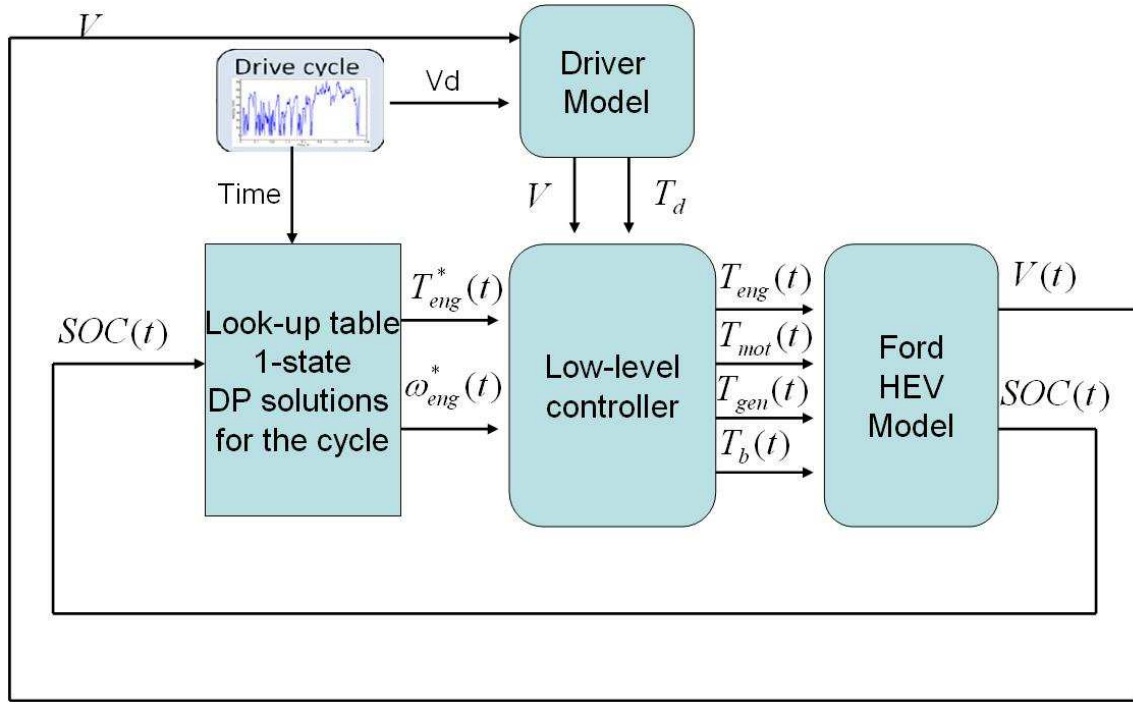 V
Drive cycle
Vd
Driver
Model
Time
V
T_d
SOC(t)
Look-up table
1-state
DP solutions
for the cycle
T*_eng(t)
ω*_eng(t)
Low-level
controller
T_eng(t)
T_mot(t)
T_gen(t)
T_b(t)
Ford
HEV
Model
V(t)
SOC(t)